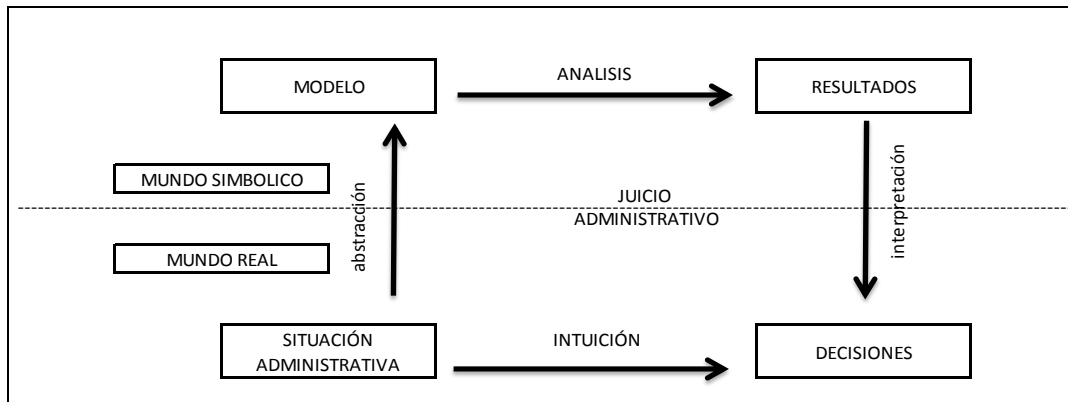 MODELO
ANALISIS
RESULTADOS
MUNDO SIMBOLICO
abstracción
JUICIO
ADMINISTRATIVO
interpretación
MUNDO REAL
SITUACIÓN
ADMINISTRATIVA
INTUICIÓN
DECISIONES